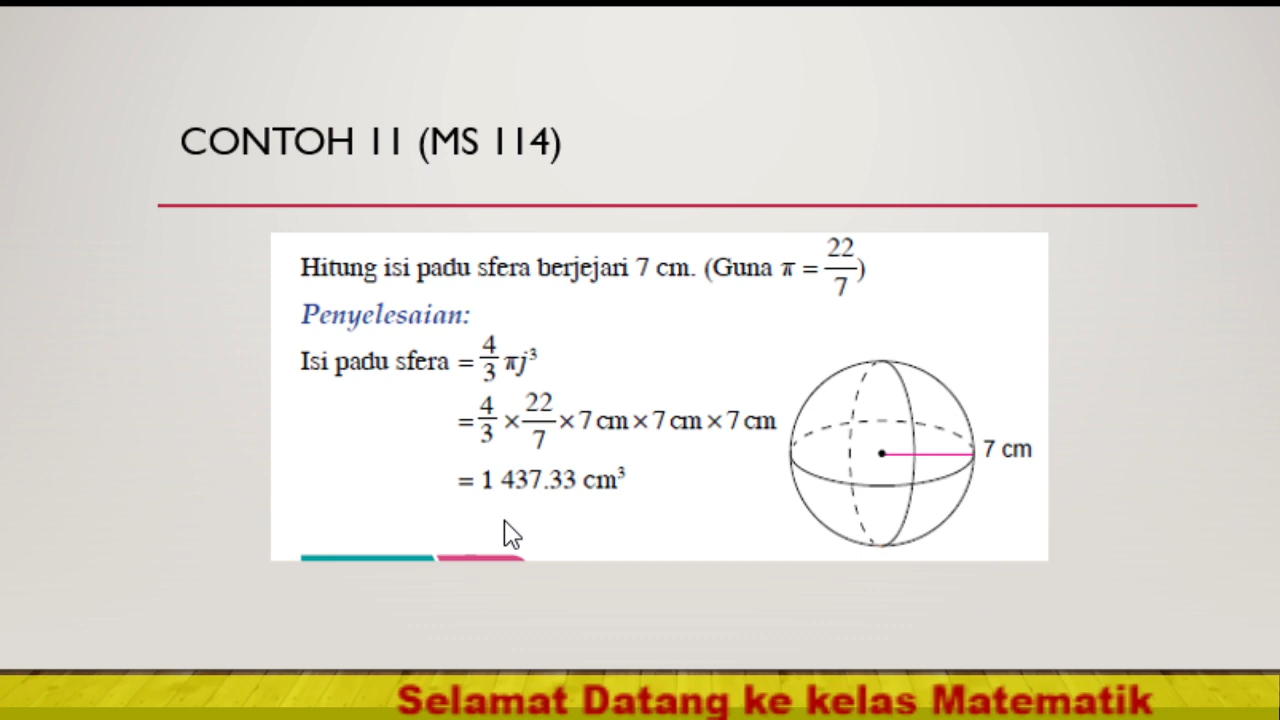 CONTOH 11 (MS 114)
Hitung isi padu sfera berjejari 7 cm. (Guna π = 22/7)
Penyelesaian:
Isi padu sfera = 4/3 πj³
= 4/3 × 22/7 × 7 cm × 7 cm × 7 cm
= 1 437.33 cm³
7 cm
Selamat Datang ke kelas Matematik